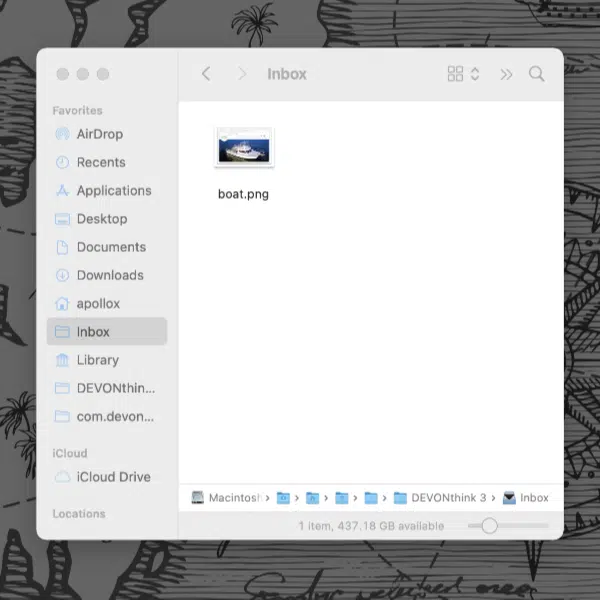 Inbox
Favorites
AirDrop
Recents
Applications
Desktop
Documents
Downloads
apollox
Inbox
Library
DEVONthin...
com.devon...
iCloud
iCloud Drive
Locations
boat.png
Macintosh › › › › › DEVONthink 3 › Inbox
1 item, 437.18 GB available